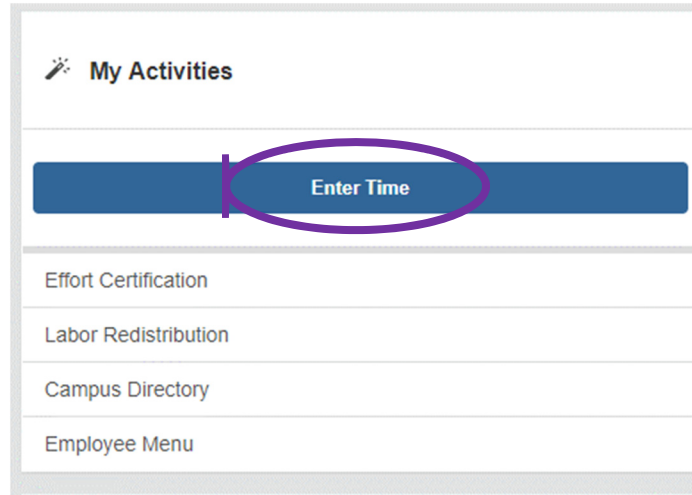 My Activities
Enter Time
Effort Certification
Labor Redistribution
Campus Directory
Employee Menu